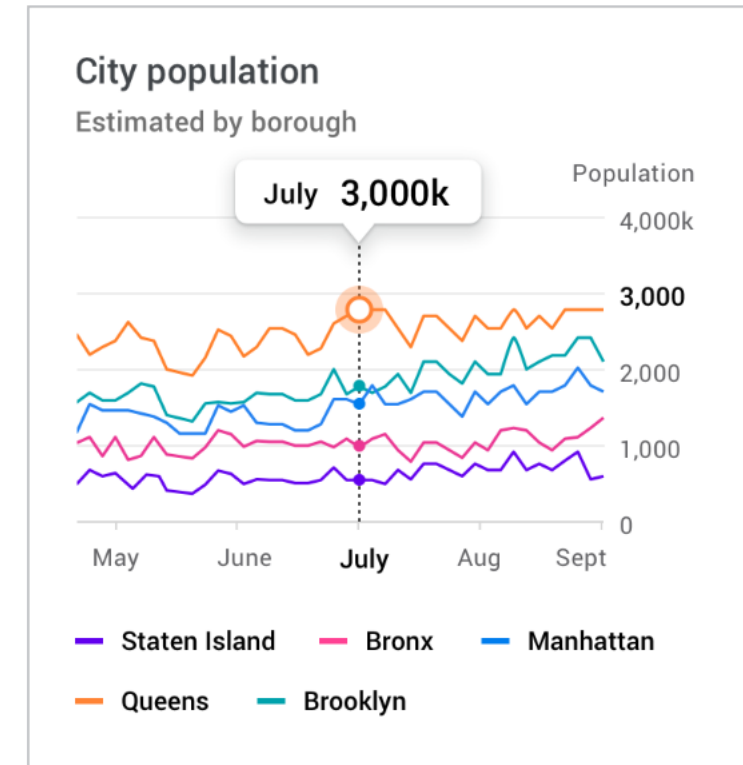 City population
Estimated by borough
Population
July 3,000k
4,000k
3,000
2,000
1,000
0
May June July Aug Sept
Staten Island Bronx Manhattan
Queens Brooklyn